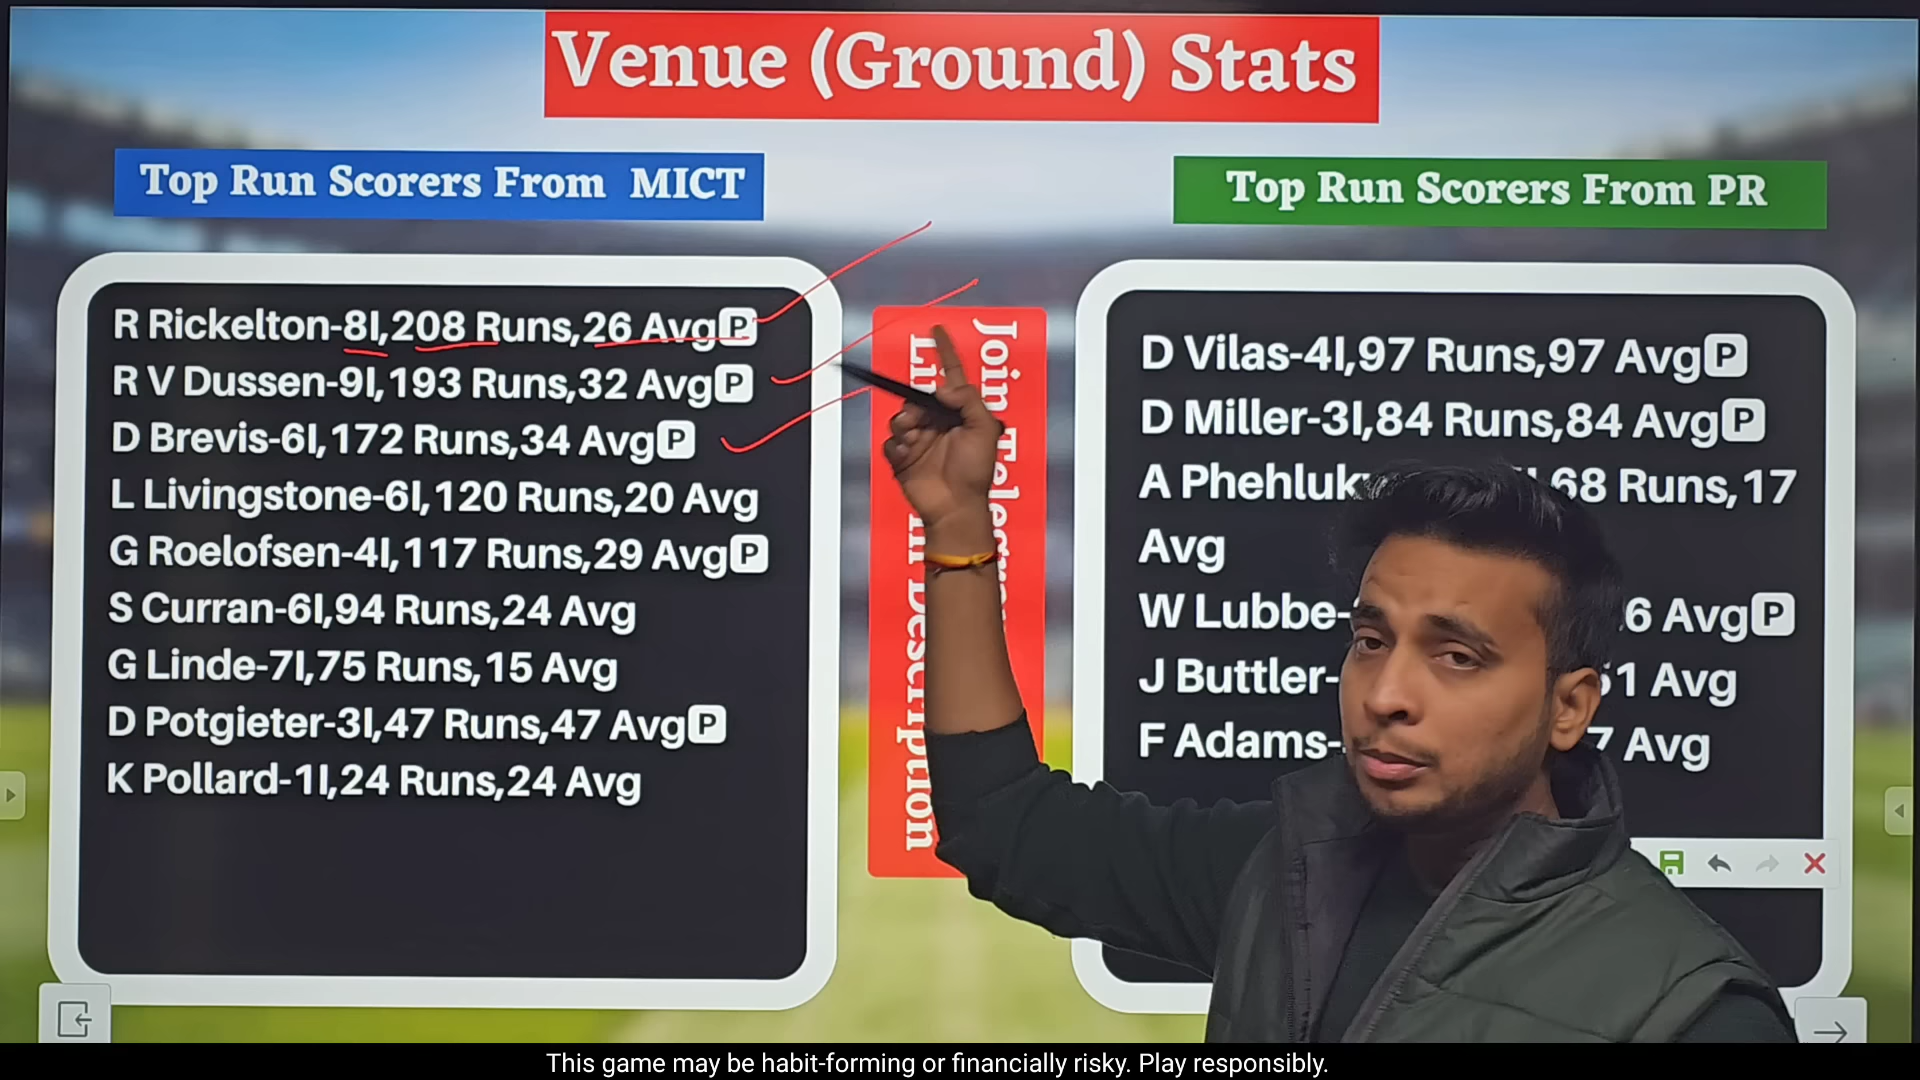 Venue (Ground) Stats
Top Run Scorers From MICT
R Rickelton-8I,208 Runs,26 Avg P
R V Dussen-9I,193 Runs,32 Avg P
D Brevis-6I,172 Runs,34 Avg P
L Livingstone-6I,120 Runs,20 Avg
G Roelofsen-4I,117 Runs,29 Avg P
S Curran-6I,94 Runs,24 Avg
G Linde-7I,75 Runs,15 Avg
D Potgieter-3I,47 Runs,47 Avg P
K Pollard-1I,24 Runs,24 Avg
Join
In Description
Top Run Scorers From PR
D Vilas-4I,97 Runs,97 Avg P
D Miller-3I,84 Runs,84 Avg P
A 68 Runs,17
Avg
W Lubbe- Avg P
J Buttler- Avg
F Adams- Avg
This game may be habit-forming or financially risky. Play responsibly.